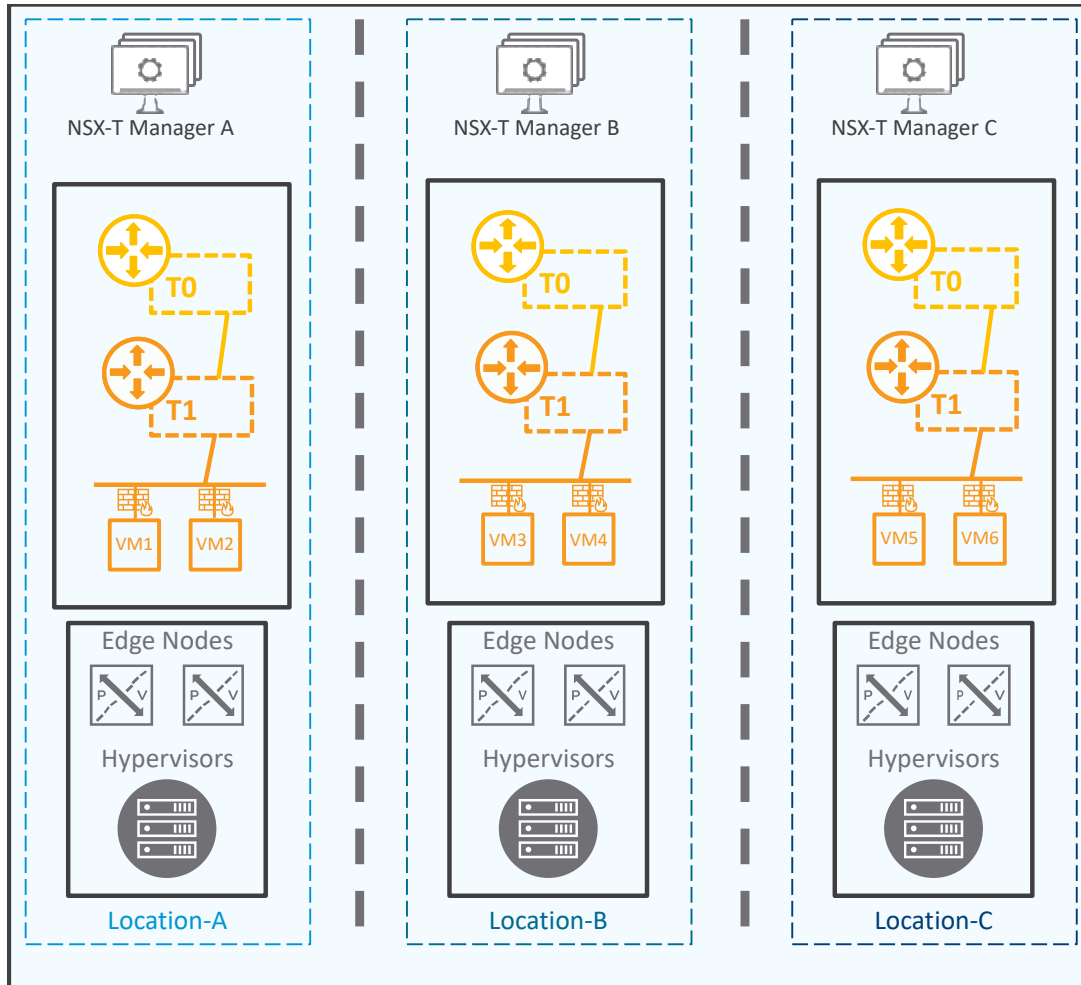 NSX-T Manager A
T0
T1
VM1
VM2
Edge Nodes
P
V
P
V
Hypervisors
Location-A
NSX-T Manager B
T0
T1
VM3
VM4
Edge Nodes
P
V
P
V
Hypervisors
Location-B
NSX-T Manager C
T0
T1
VM5
VM6
Edge Nodes
P
V
P
V
Hypervisors
Location-C